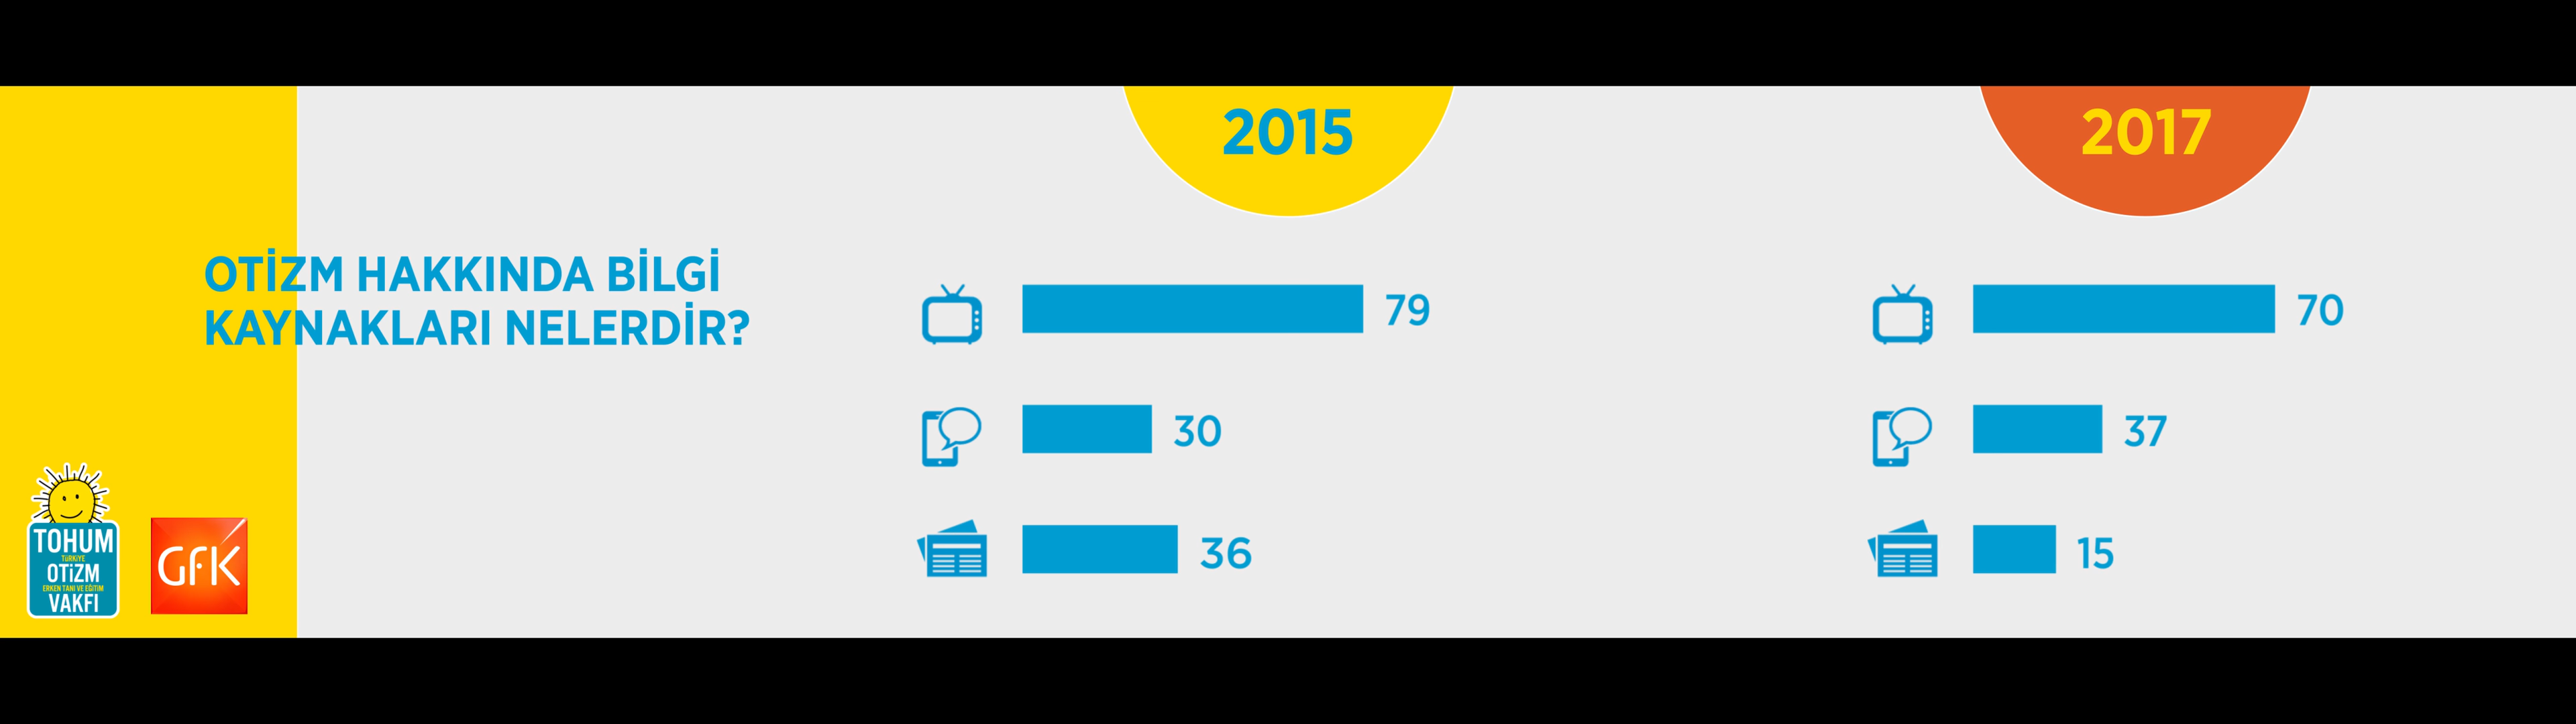 2015
2017
OTİZM HAKKINDA BİLGİ
KAYNAKLARI NELERDİR?
79
70
30
37
36
15
TOHUM
TÜRKİYE
OTİZM
ERKEN TANI VE EĞİTİM
VAKFI
GfK